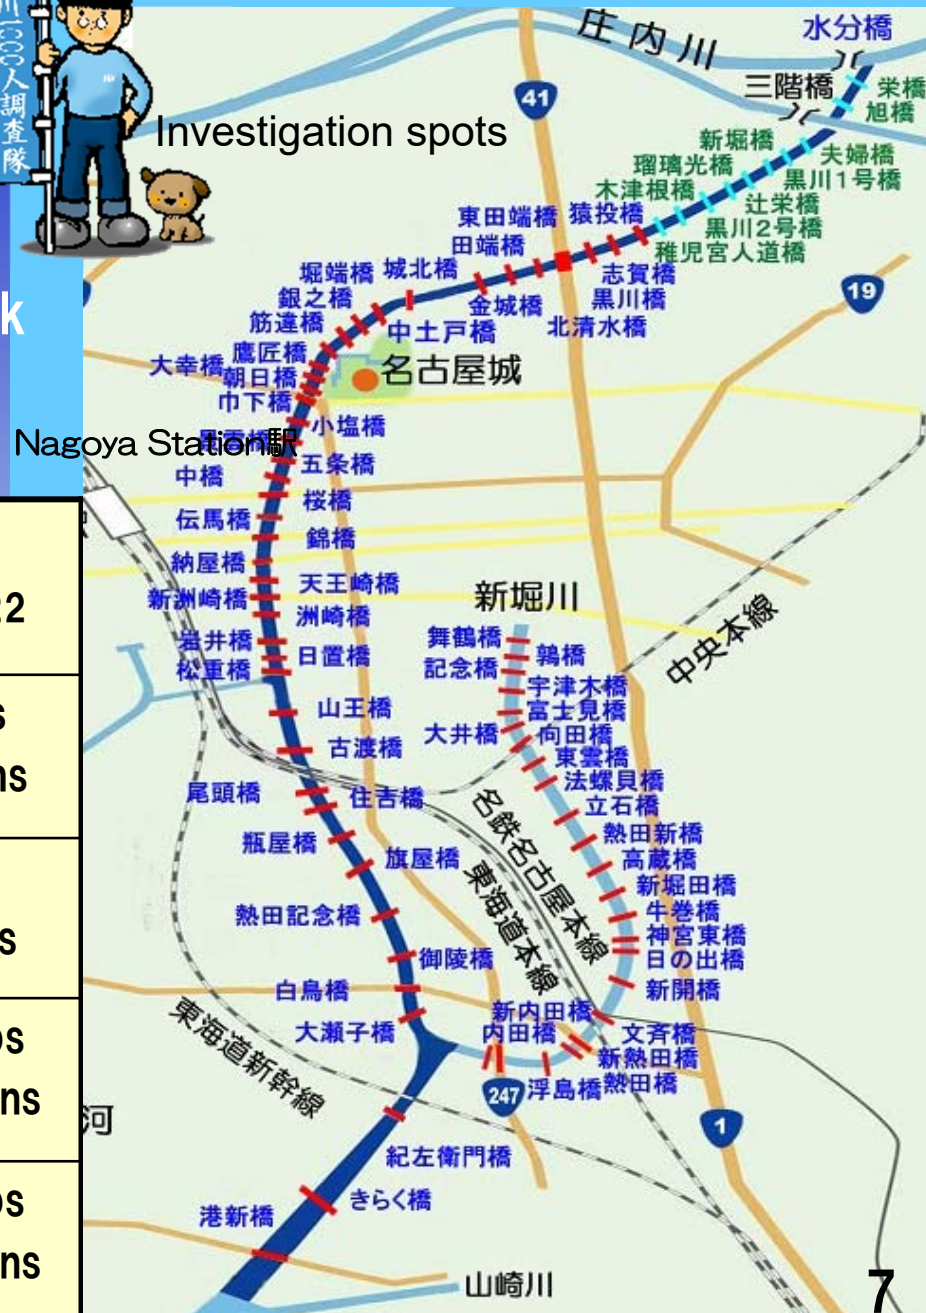 川1000人調査隊
Investigation spots
庄内川
水分橋
三階橋
栄橋
旭橋
41
新堀橋
夫婦橋
瑠璃光橋
黒川1号橋
木津根橋
辻栄橋
東田端橋
猿投橋
黒川2号橋
田端橋
稚児宮人道橋
堀端橋
城北橋
志賀橋
19
k
銀之橋
金城橋
黒川橋
筋違橋
中土戸橋
北清水橋
大幸橋
鷹匠橋
朝日橋
名古屋城
巾下橋
小塩橋
Nagoya Station駅
中橋
五条橋
桜橋
伝馬橋
錦橋
納屋橋
天王崎橋
新洲崎橋
洲崎橋
新堀川
22
岩井橋
日置橋
舞鶴橋
鶉橋
中央本線
松重橋
記念橋
宇津木橋
s
山王橋
富士見橋
大井橋
向田橋
古渡橋
東雲橋
ns
法螺貝橋
尾頭橋
住吉橋
立石橋
名鉄名古屋本線
瓶屋橋
熱田新橋
旗屋橋
東海道本線
高蔵橋
新堀田橋
熱田記念橋
牛巻橋
s
神宮東橋
御陵橋
日の出橋
白鳥橋
新開橋
東海道新幹線
大瀬子橋
新内田橋
内田橋
文斉橋
os
新熱田橋
ns
247
浮島橋
熱田橋
河
1
紀左衛門橋
os
きらく橋
港新橋
ns
山崎川
7